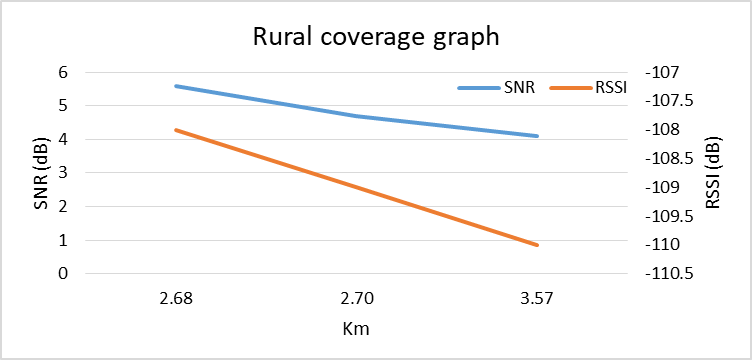 Rural coverage graph
SNR RSSI
6
5
4
3
2
1
0
SNR (dB)
-107
-107.5
-108
-108.5
-109
-109.5
-110
-110.5
RSSI (dB)
2.68 2.70 3.57
Km